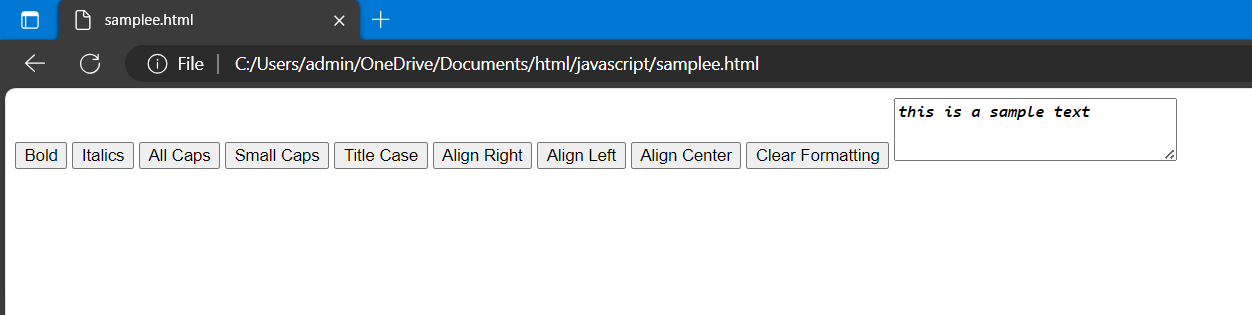 samplee.html
File
C:/Users/admin/OneDrive/Documents/html/javascript/samplee.html
this is a sample text
Bold Italics All Caps Small Caps Title Case Align Right Align Left Align Center Clear Formatting